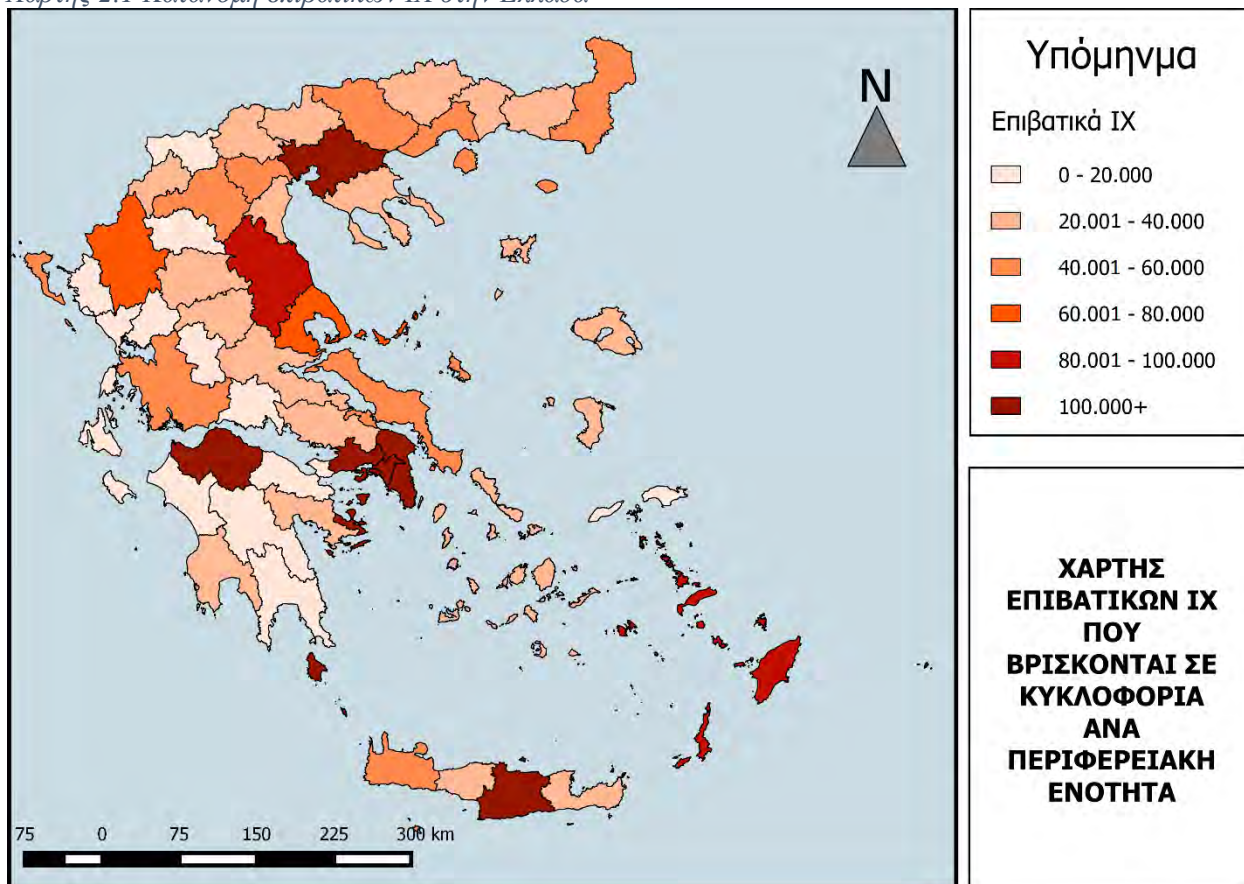 Υπόμηνμα
Επιβατικά ΙΧ
0 - 20.000
20.001 - 40.000
40.001 - 60.000
60.001 - 80.000
80.001 - 100.000
100.000+
N
ΧΑΡΤΗΣ
ΕΠΙΒΑΤΙΚΩΝ ΙΧ
ΠΟΥ
ΒΡΙΣΚΟΝΤΑΙ ΣΕ
ΚΥΚΛΟΦΟΡΙΑ
ΑΝΑ
ΠΕΡΙΦΕΡΕΙΑΚΗ
ΕΝΟΤΗΤΑ
75 0 75 150 225 300 km